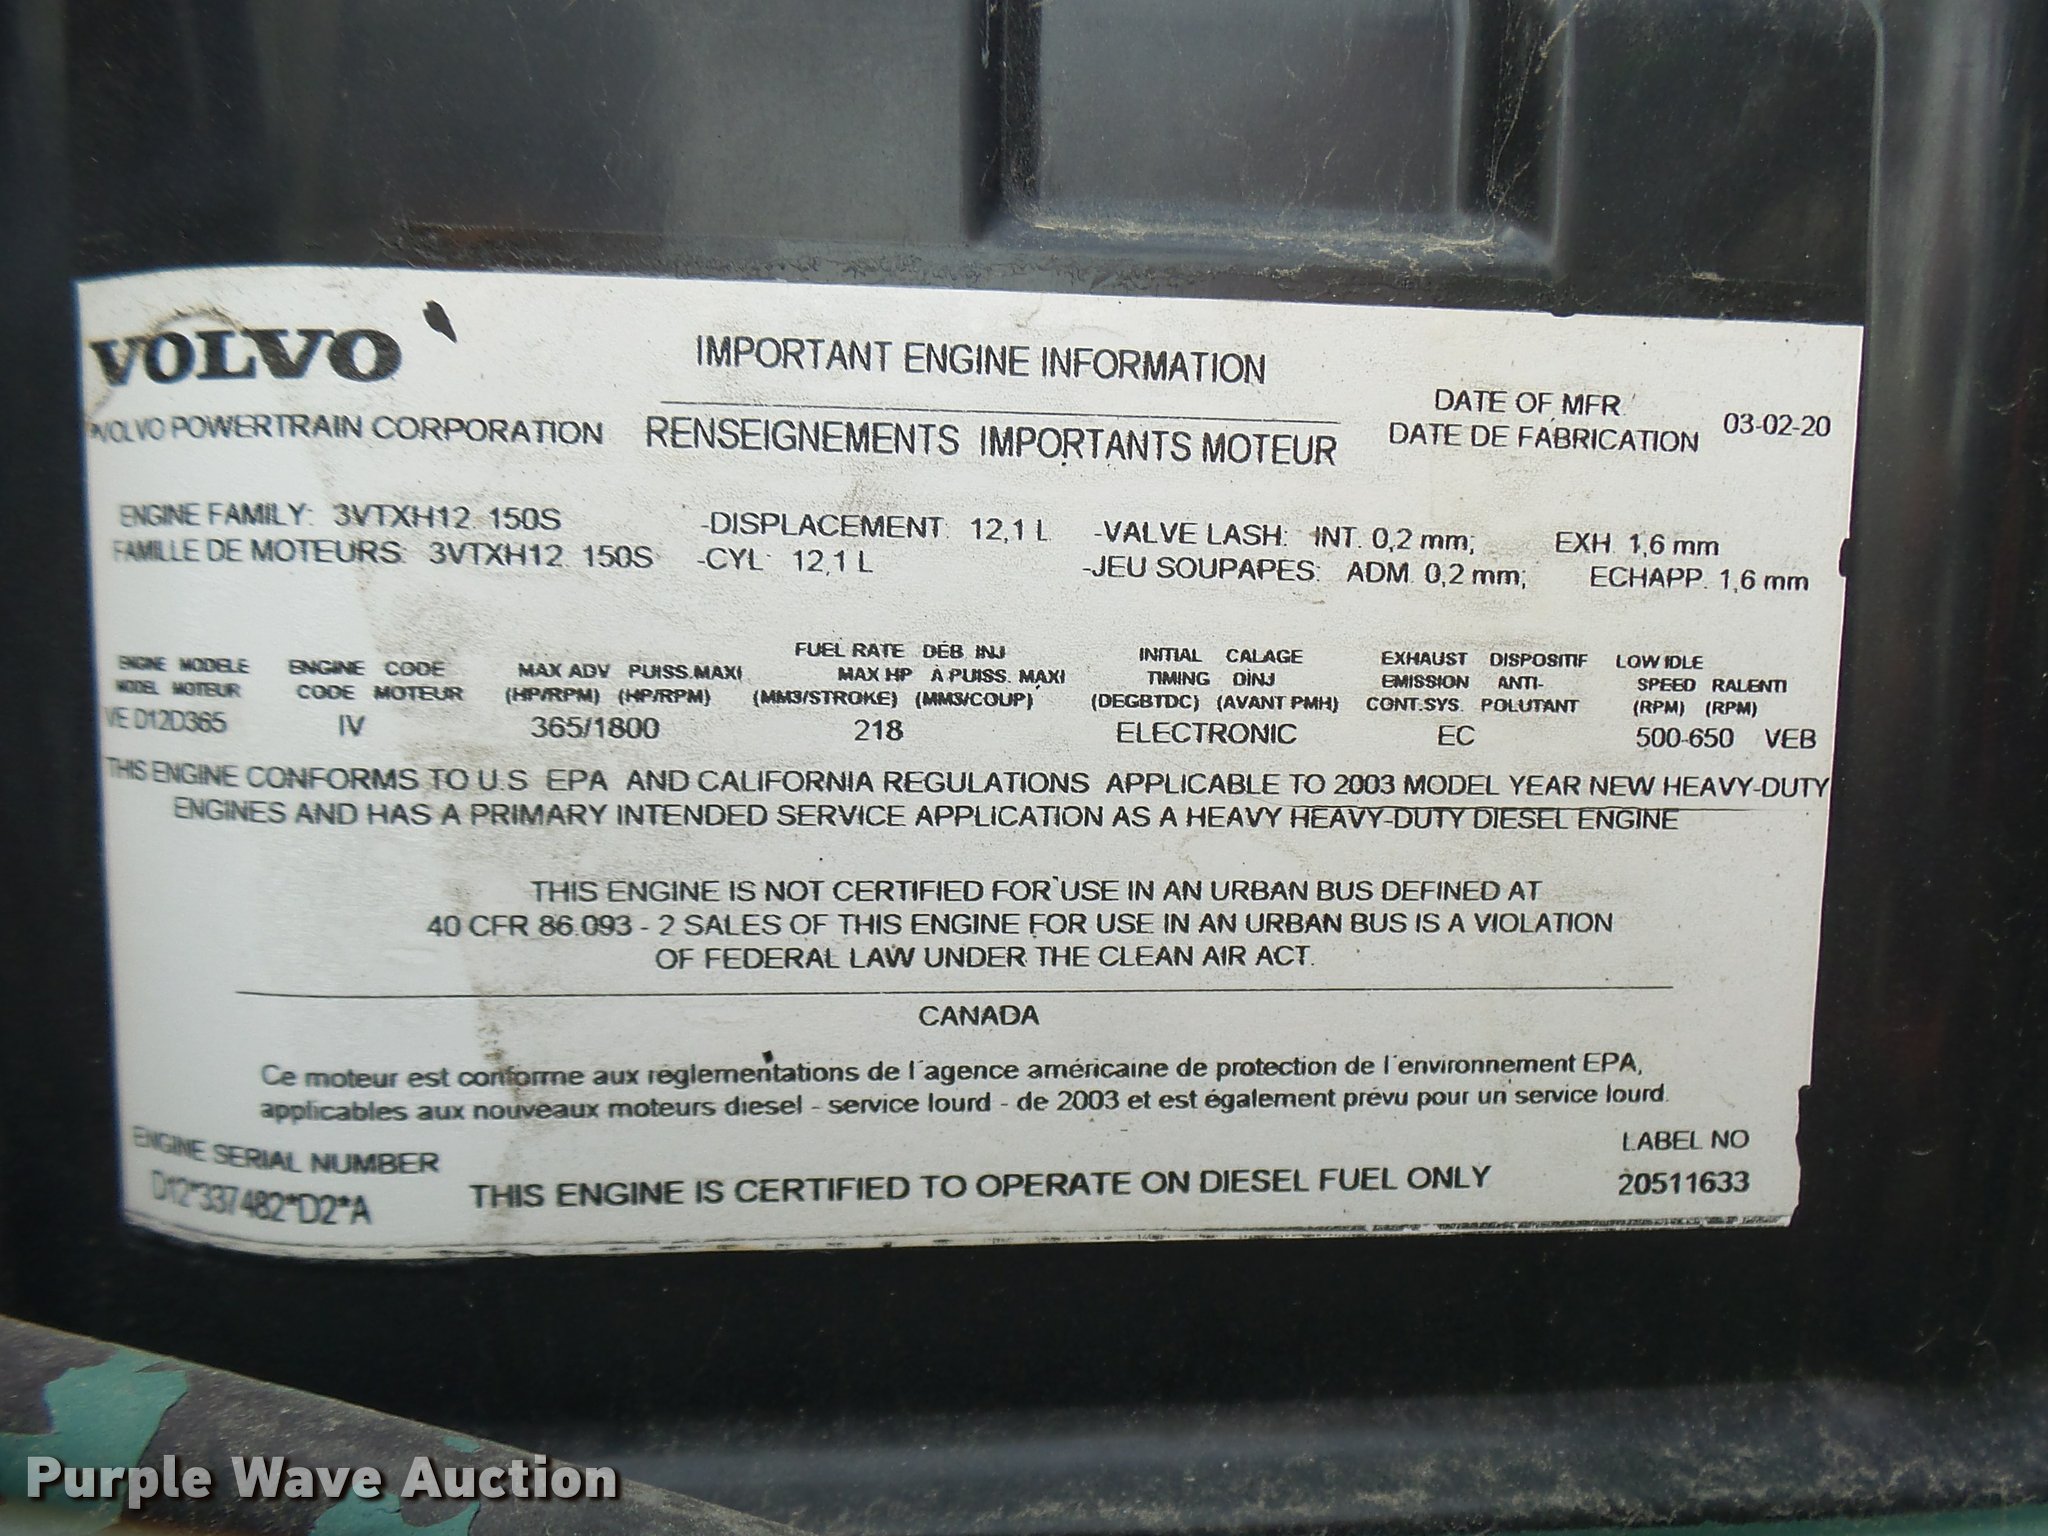 VOLVO
VOLVO POWERTRAIN CORPORATION
IMPORTANT ENGINE INFORMATION
RENSEIGNEMENTS IMPORTANTS MOTEUR
DATE OF MFR.
DATE DE FABRICATION
03-02-20
ENGINE FAMILY: 3VTXH12 150S -DISPLACEMENT: 12,1 L -VALVE LASH: INT. 0,2 mm; EXH 1,6 mm
FAMILLE DE MOTEURS: 3VTXH12 150S -CYL: 12,1 L -JEU SOUPAPES: ADM. 0,2 mm; ECHAPP. 1,6 mm
FUEL RATE DÉB. INJ INITIAL CALAGE EXHAUST DISPOSITIF LOW IDLE
ENGINE MODELE ENGINE CODE MAX ADV PUISS.MAXI MAX HP À PUISS. MAXI TIMING DINJ EMISSION ANTI- SPEED RALENTI
MODEL MOTEUR CODE MOTEUR (HP/RPM) (HP/RPM) (MM3/STROKE) (MM3/COUP) (DEGBTDC) (AVANT PMH) CONT.SYS. POLUTANT (RPM) (RPM)
VE D12D365 IV 365/1800 218 ELECTRONIC EC 500-650 VEB
THIS ENGINE CONFORMS TO U.S EPA AND CALIFORNIA REGULATIONS APPLICABLE TO 2003 MODEL YEAR NEW HEAVY-DUTY
ENGINES AND HAS A PRIMARY INTENDED SERVICE APPLICATION AS A HEAVY HEAVY-DUTY DIESEL ENGINE
THIS ENGINE IS NOT CERTIFIED FOR USE IN AN URBAN BUS DEFINED AT
40 CFR 86.093 - 2 SALES OF THIS ENGINE FOR USE IN AN URBAN BUS IS A VIOLATION
OF FEDERAL LAW UNDER THE CLEAN AIR ACT.
CANADA
Ce moteur est conforme aux réglementations de l'agence américaine de protection de l'environnement EPA,
applicables aux nouveaux moteurs diesel - service lourd - de 2003 et est également prévu pour un service lourd.
ENGINE SERIAL NUMBER
D12*337482*D2*A
THIS ENGINE IS CERTIFIED TO OPERATE ON DIESEL FUEL ONLY
LABEL NO
20511633
Purple Wave Auction